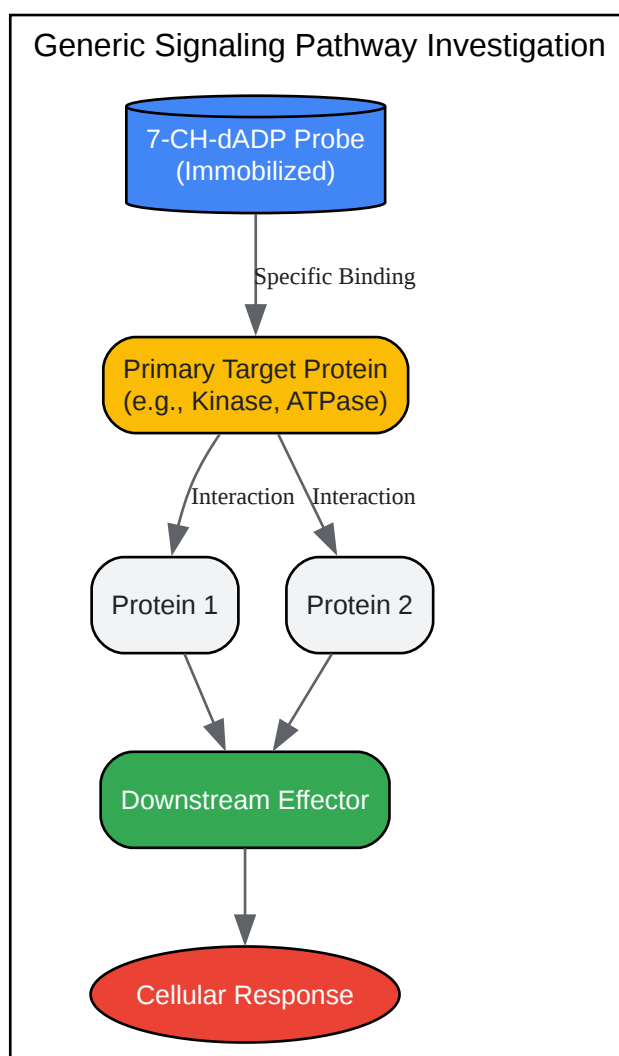 Generic Signaling Pathway Investigation
7-CH-dADP Probe
(Immobilized)
Specific Binding
Primary Target Protein
(e.g., Kinase, ATPase)
Interaction
Interaction
Protein 1
Protein 2
Downstream Effector
Cellular Response